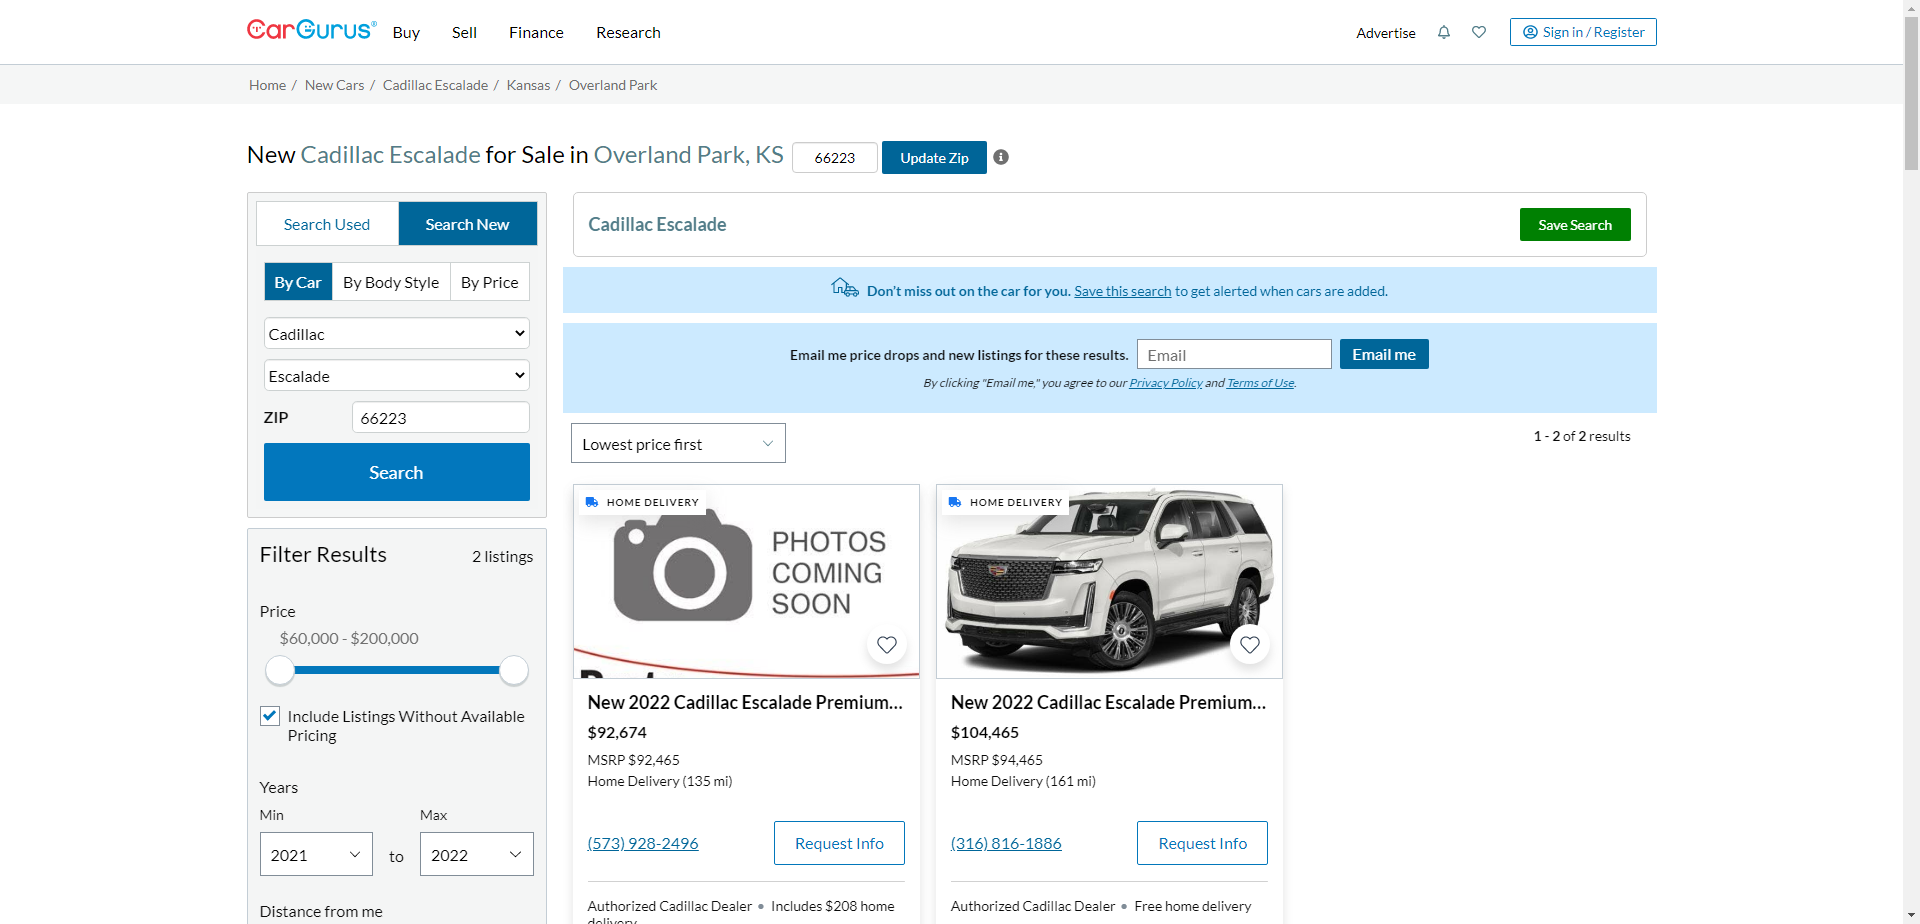 CarGurus®
Buy
Sell
Finance
Research
Advertise
Sign in / Register
Home / New Cars / Cadillac Escalade / Kansas / Overland Park
New Cadillac Escalade for Sale in Overland Park, KS
66223
Update Zip
Search Used
Search New
By Car
By Body Style
By Price
Cadillac
Escalade
ZIP
66223
Search
Filter Results
2 listings
Price
$60,000 - $200,000
Include Listings Without Available
Pricing
Years
Min
Max
2021
to
2022
Distance from me
Cadillac Escalade
Save Search
Don't miss out on the car for you. Save this search to get alerted when cars are added.
Email me price drops and new listings for these results.
Email
Email me
By clicking "Email me," you agree to our Privacy Policy and Terms of Use.
Lowest price first
1 - 2 of 2 results
HOME DELIVERY
PHOTOS
COMING
SOON
New 2022 Cadillac Escalade Premium...
$92,674
MSRP $92,465
Home Delivery (135 mi)
(573) 928-2496
Request Info
Authorized Cadillac Dealer • Includes $208 home
delivery
HOME DELIVERY
New 2022 Cadillac Escalade Premium...
$104,465
MSRP $94,465
Home Delivery (161 mi)
(316) 816-1886
Request Info
Authorized Cadillac Dealer • Free home delivery